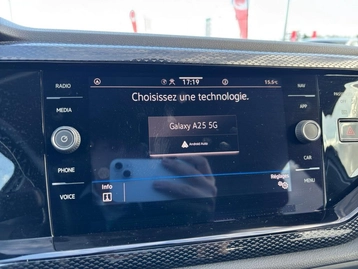 17:19
15.5°C
RADIO
MEDIA
PHONE
VOICE
Choisissez une technologie.
Galaxy A25 5G
Android Auto
Info
Réglages
NAV
APP
CAR
MENU